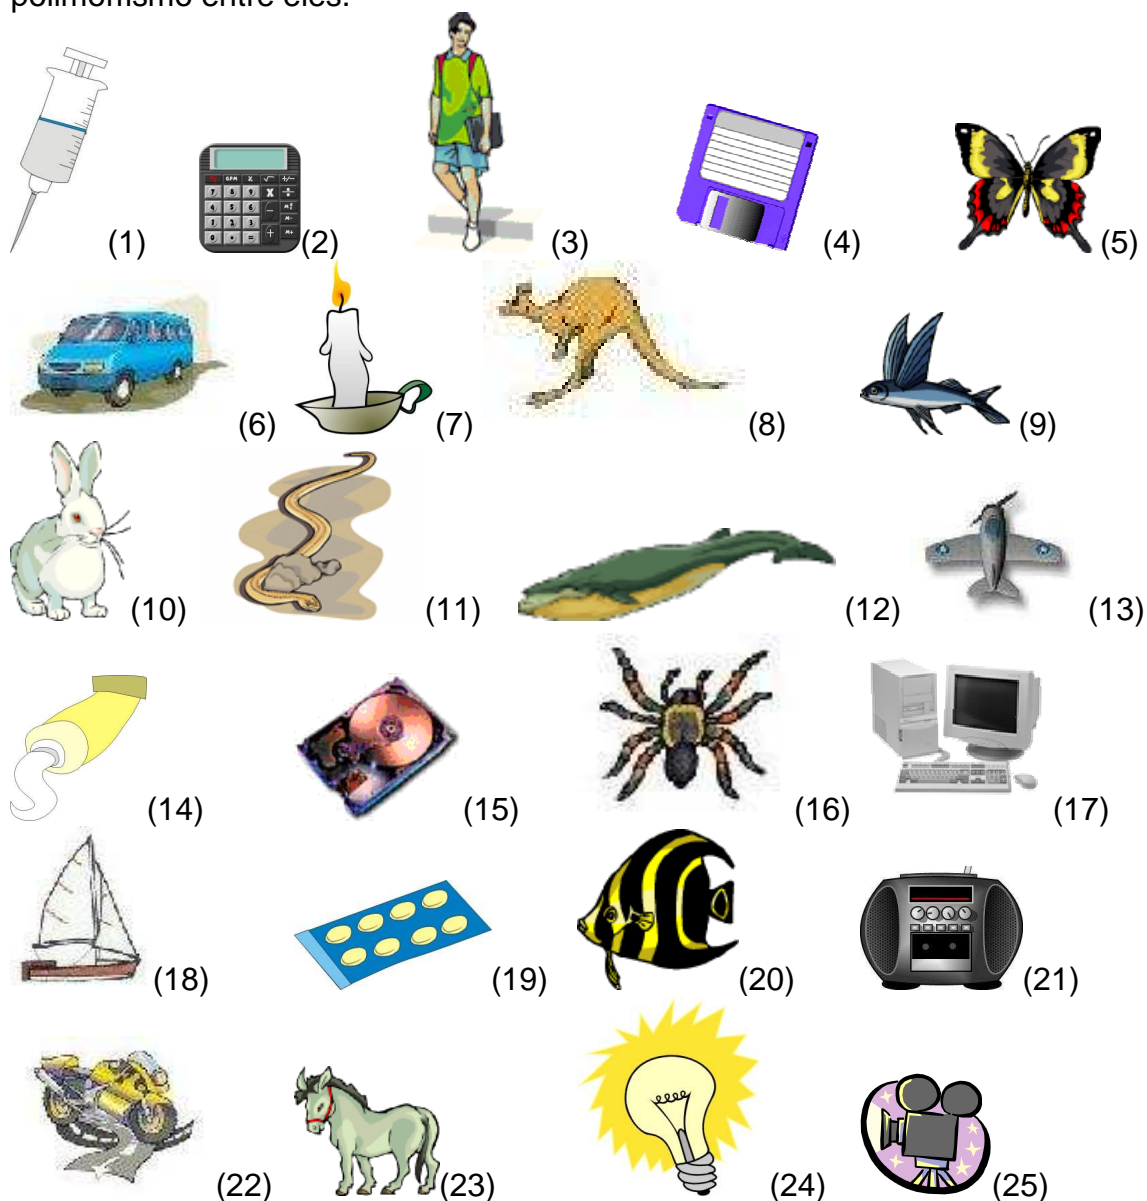 polimorfismo entre eles.
(1) (2) (3) (4) (5)
(6) (7) (8) (9)
(10) (11) (12) (13)
(14) (15) (16) (17)
(18) (19) (20) (21)
(22) (23) (24) (25)